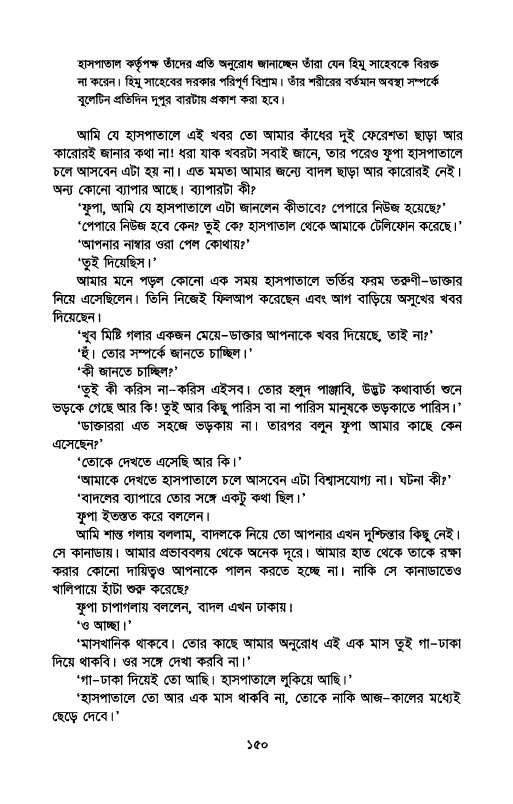 হাসপাতাল কর্তৃপক্ষ তাঁদের প্রতি অনুরোধ জানাচ্ছেন তাঁরা যেন হিমু সাহেবকে বিরক্ত
না করেন। হিমু সাহেবের দরকার পরিপূর্ণ বিশ্রাম। তাঁর শরীরের বর্তমান অবস্থা সম্পর্কে
বুলেটিন প্রতিদিন দুপুর বারটায় প্রকাশ করা হবে।
আমি যে হাসপাতালে এই খবর তো আমার কাঁধের দুই ফেরেশতা ছাড়া আর
কারোরই জানার কথা না! ধরা যাক খবরটা সবাই জানে, তার পরেও ফুপা হাসপাতালে
চলে আসবেন এটা হয় না। এত মমতা আমার জন্যে বাদল ছাড়া আর কারোরই নেই।
অন্য কোনো ব্যাপার আছে। ব্যাপারটা কী?
‘ফুপা, আমি যে হাসপাতালে এটা জানলেন কীভাবে? পেপারে নিউজ হয়েছে?’
‘পেপারে নিউজ হবে কেন? তুই কে? হাসপাতাল থেকে আমাকে টেলিফোন করেছে।’
‘আপনার নাম্বার ওরা পেল কোথায়?’
‘তুই দিয়েছিস।’
আমার মনে পড়ল কোনো এক সময় হাসপাতালে ভর্তির ফরম তরুণী–ডাক্তার
নিয়ে এসেছিলেন। তিনি নিজেই ফিলআপ করেছেন এবং আগ বাড়িয়ে অসুখের খবর
দিয়েছেন।
‘খুব মিষ্টি গলার একজন মেয়ে–ডাক্তার আপনাকে খবর দিয়েছে, তাই না?’
‘হুঁ। তোর সম্পর্কে জানতে চাচ্ছিল।’
‘কী জানতে চাচ্ছিল?’
‘তুই কী করিস না–করিস এইসব। তোর হলুদ পাঞ্জাবি, উদ্ভট কথাবার্তা শুনে
ভড়কে গেছে আর কি! তুই আর কিছু পারিস বা না পারিস মানুষকে ভড়কাতে পারিস।’
‘ডাক্তাররা এত সহজে ভড়কায় না। তারপর বলুন ফুপা আমার কাছে কেন
এসেছেন?’
‘তোকে দেখতে এসেছি আর কি।’
‘আমাকে দেখতে হাসপাতালে চলে আসবেন এটা বিশ্বাসযোগ্য না। ঘটনা কী?’
‘বাদলের ব্যাপারে তোর সঙ্গে একটু কথা ছিল।’
ফুপা ইতস্তত করে বললেন।
আমি শান্ত গলায় বললাম, বাদলকে নিয়ে তো আপনার এখন দুশ্চিন্তার কিছু নেই।
সে কানাডায়। আমার প্রভাববলয় থেকে অনেক দূরে। আমার হাত থেকে তাকে রক্ষা
করার কোনো দায়িত্বও আপনাকে পালন করতে হচ্ছে না। নাকি সে কানাডাতেও
খালিপায়ে হাঁটা শুরু করেছে?
ফুপা চাপাগলায় বললেন, বাদল এখন ঢাকায়।
‘ও আচ্ছা।’
‘মাসখানিক থাকবে। তোর কাছে আমার অনুরোধ এই এক মাস তুই গা–ঢাকা
দিয়ে থাকবি। ওর সঙ্গে দেখা করবি না।’
‘গা–ঢাকা দিয়েই তো আছি। হাসপাতালে লুকিয়ে আছি।’
‘হাসপাতালে তো আর এক মাস থাকবি না, তোকে নাকি আজ–কালের মধ্যেই
ছেড়ে দেবে।’
১৫০